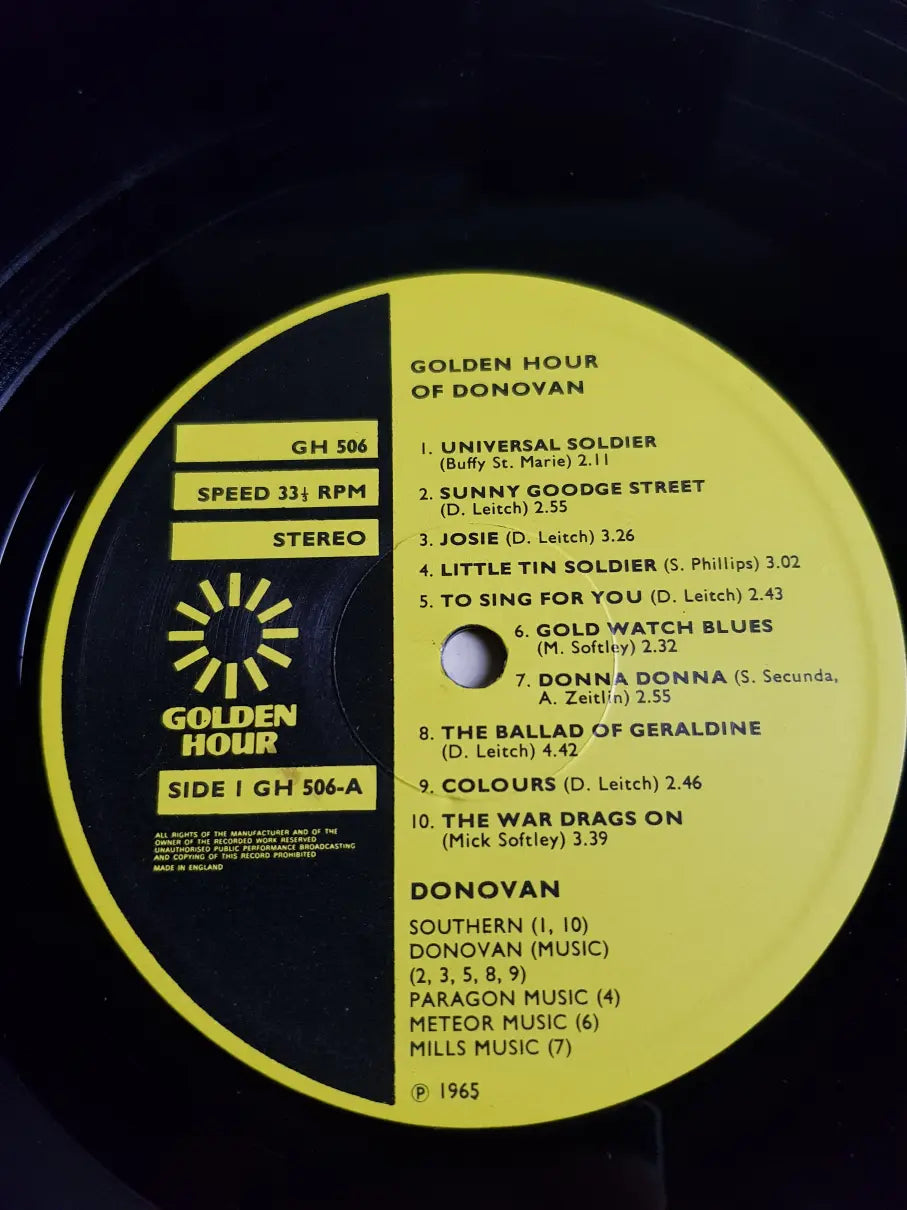 GOLDEN HOUR
OF DONOVAN
GH 506
SPEED 33⅓ RPM
STEREO
GOLDEN
HOUR
SIDE 1 GH 506-A
ALL RIGHTS OF THE MANUFACTURER AND OF THE
OWNER OF THE RECORDED WORK RESERVED
UNAUTHORISED PUBLIC PERFORMANCE BROADCASTING
AND COPYING OF THIS RECORD PROHIBITED
MADE IN ENGLAND
1. UNIVERSAL SOLDIER
(Buffy St. Marie) 2.11
2. SUNNY GOODGE STREET
(D. Leitch) 2.55
3. JOSIE (D. Leitch) 3.26
4. LITTLE TIN SOLDIER (S. Phillips) 3.02
5. TO SING FOR YOU (D. Leitch) 2.43
6. GOLD WATCH BLUES
(M. Softley) 2.32
7. DONNA DONNA (S. Secunda,
A. Zeitlin) 2.55
8. THE BALLAD OF GERALDINE
(D. Leitch) 4.42
9. COLOURS (D. Leitch) 2.46
10. THE WAR DRAGS ON
(Mick Softley) 3.39
DONOVAN
SOUTHERN (1, 10)
DONOVAN (MUSIC)
(2, 3, 5, 8, 9)
PARAGON MUSIC (4)
METEOR MUSIC (6)
MILLS MUSIC (7)
℗ 1965